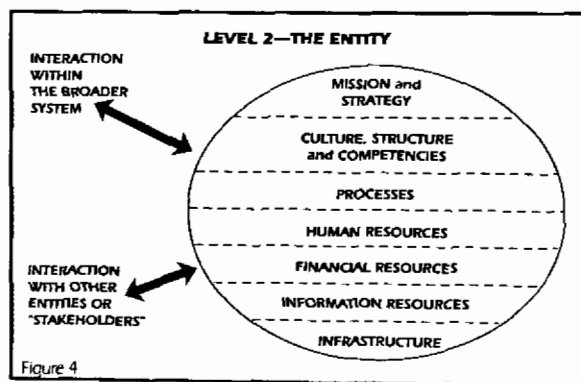 LEVEL 2—THE ENTITY
INTERACTION
WITHIN
THE BROADER
SYSTEM
MISSION and
STRATEGY
CULTURE, STRUCTURE
and COMPETENCIES
PROCESSES
HUMAN RESOURCES
FINANCIAL RESOURCES
INFORMATION RESOURCES
INFRASTRUCTURE
INTERACTION
WITH OTHER
ENTITIES OR
"STAKEHOLDERS"
Figure 4